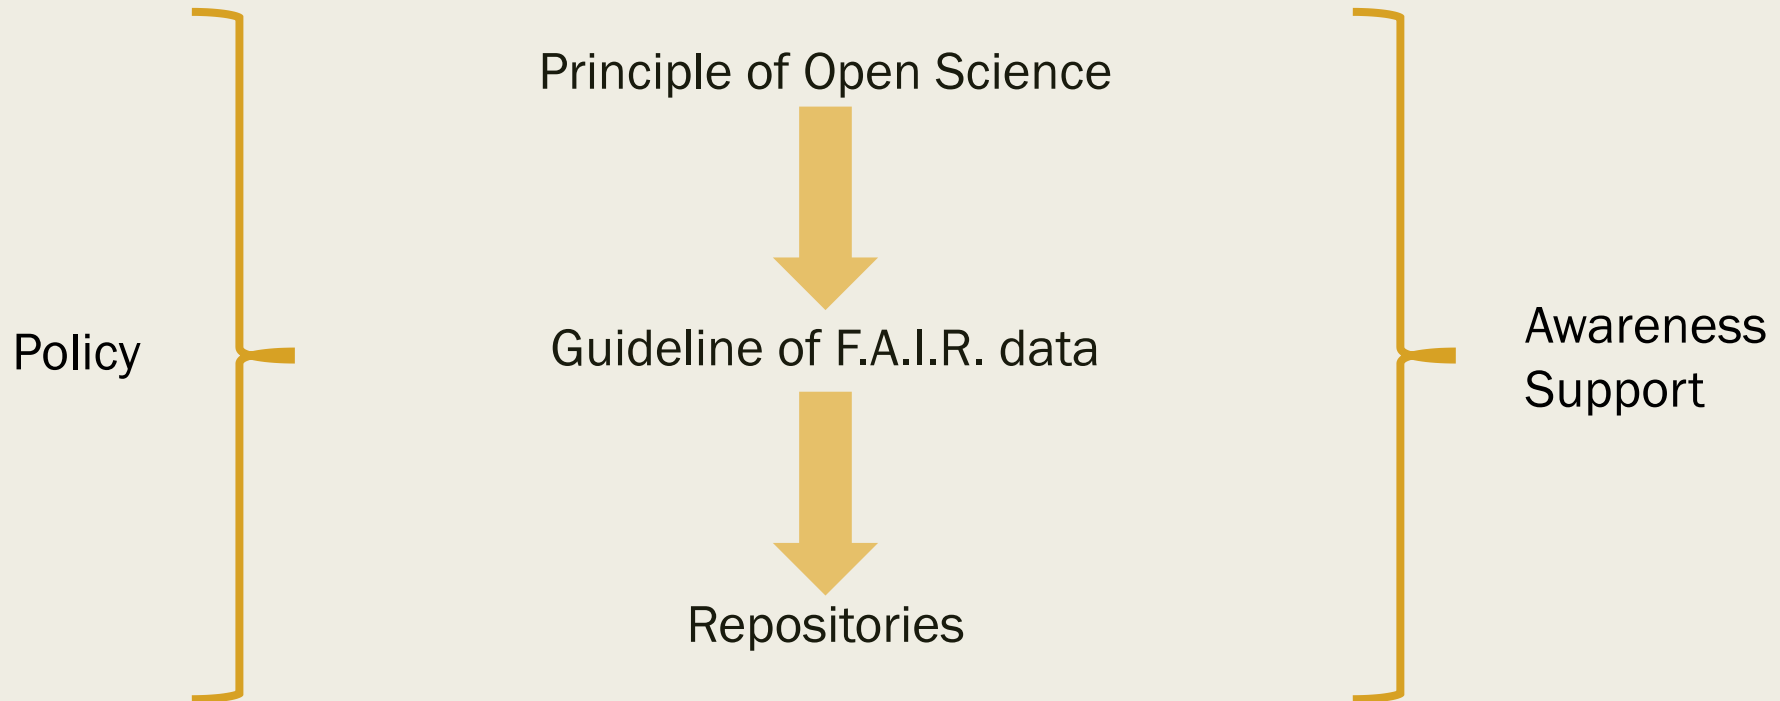 Principle of Open Science
Policy
Guideline of F.A.I.R. data
Awareness
Support
Repositories